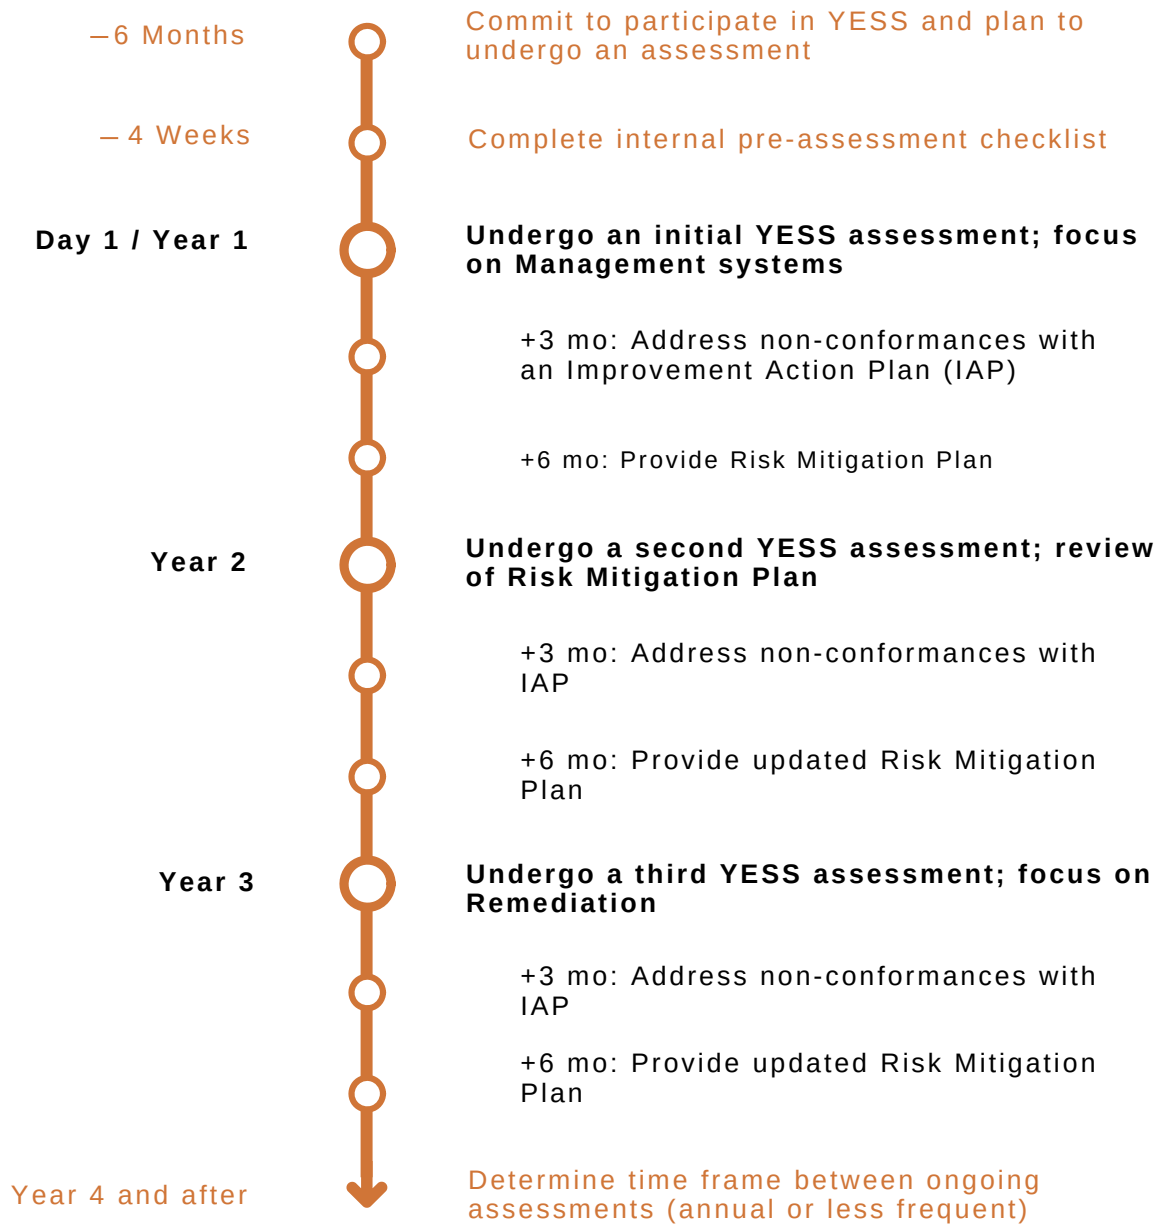 —6 Months
Commit to participate in YESS and plan to
undergo an assessment
— 4 Weeks
Complete internal pre-assessment checklist
Day 1 / Year 1
Undergo an initial YESS assessment; focus
on Management systems
+3 mo: Address non-conformances with
an Improvement Action Plan (IAP)
+6 mo: Provide Risk Mitigation Plan
Year 2
Undergo a second YESS assessment; review
of Risk Mitigation Plan
+3 mo: Address non-conformances with
IAP
+6 mo: Provide updated Risk Mitigation
Plan
Year 3
Undergo a third YESS assessment; focus on
Remediation
+3 mo: Address non-conformances with
IAP
+6 mo: Provide updated Risk Mitigation
Plan
Year 4 and after
Determine time frame between ongoing
assessments (annual or less frequent)